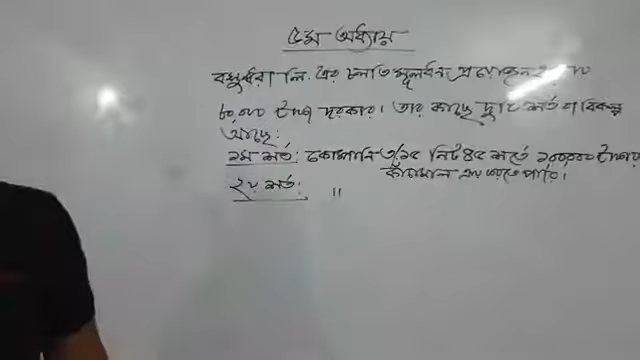 ৫ম অধ্যায়
বসুন্ধরা লি. এর চলতি মূলধন প্রয়োজন
৮০,০০০ টাকা দরকার। তার কাছে দুটি শর্ত বা বিকল্প
আছে:
১ম শর্ত: কোম্পানি ৩/১৫ নিট ৪৫ শর্তে ১০০০০০ টাকার
কাঁচামাল ক্রয় করতে পারে।
২য় শর্ত: "